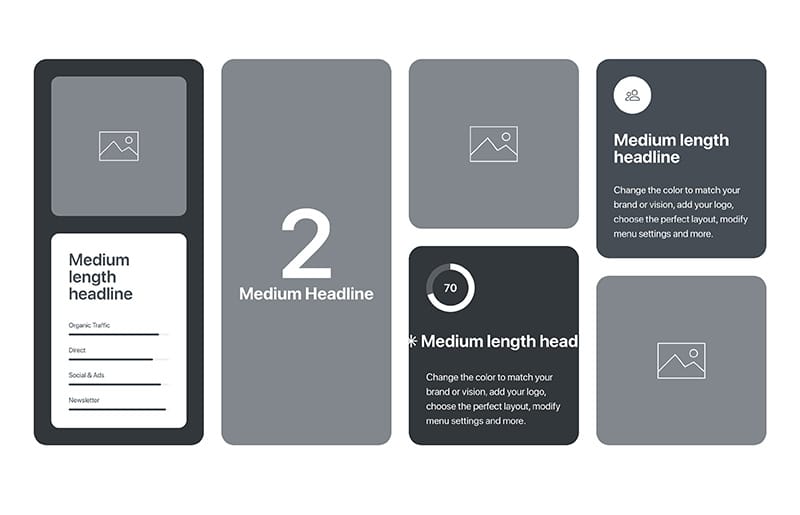 Medium
length
headline
Organic Traffic
Direct
Social & Ads
Newsletter
2
Medium Headline
70
* Medium length head
Change the color to match your
brand or vision, add your logo,
choose the perfect layout, modify
menu settings and more.
Medium length
headline
Change the color to match your
brand or vision, add your logo,
choose the perfect layout, modify
menu settings and more.